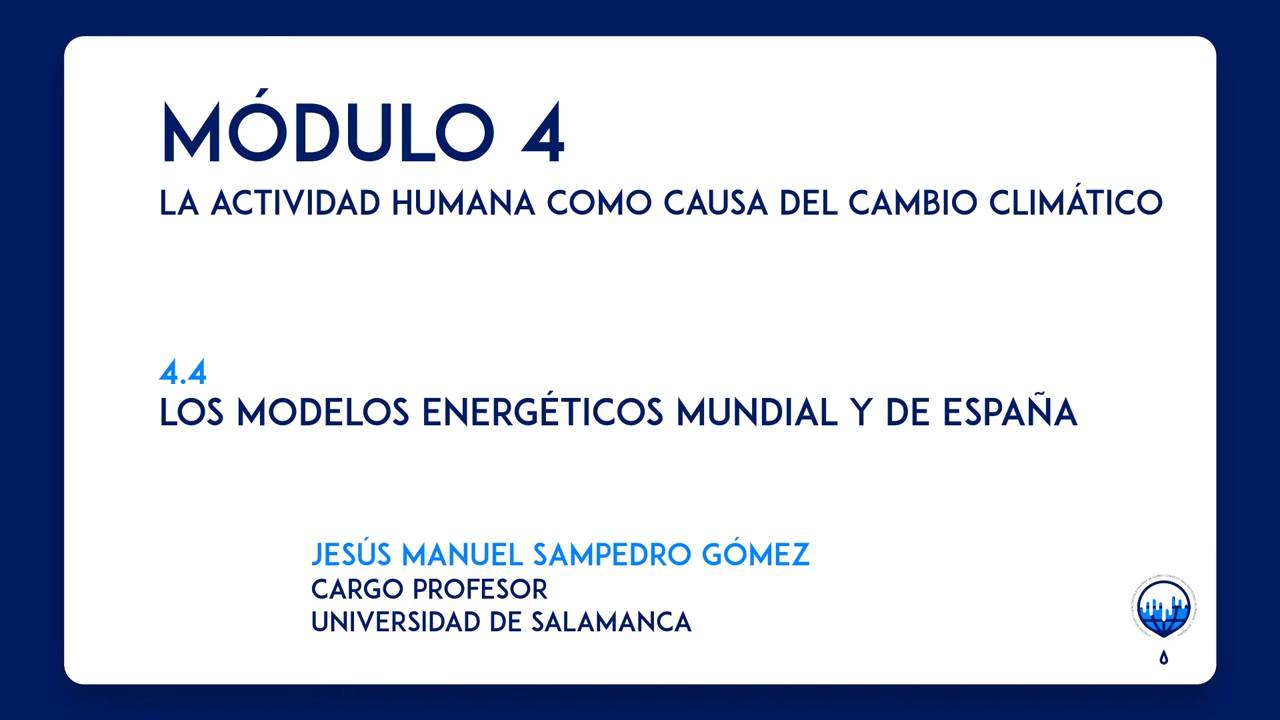 MÓDULO 4
LA ACTIVIDAD HUMANA COMO CAUSA DEL CAMBIO CLIMÁTICO
4.4
LOS MODELOS ENERGÉTICOS MUNDIAL Y DE ESPAÑA
JESÚS MANUEL SAMPEDRO GÓMEZ
CARGO PROFESOR
UNIVERSIDAD DE SALAMANCA